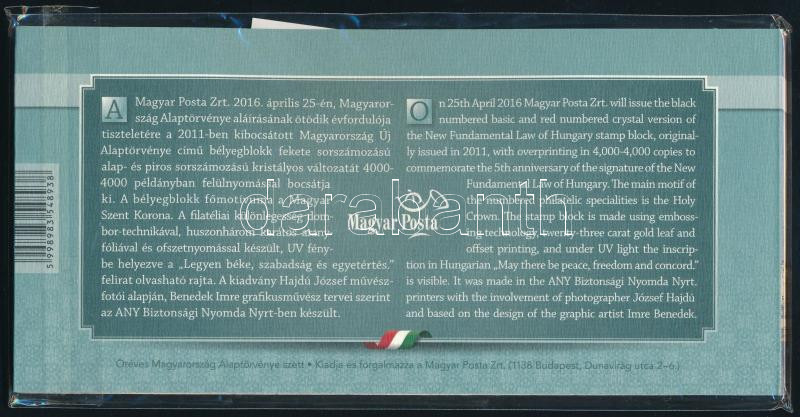 A Magyar Posta Zrt. 2016. április 25-én, Magyaror-
szág Alaptörvénye aláírásának ötödik évfordulója
tiszteletére a 2011-ben kibocsátott Magyarország Új
Alaptörvénye című bélyegblokk fekete sorszámozású
alap- és piros sorszámozású kristályos változatát 4000-
4000 példányban felülnyomással bocsátja
ki. A bélyegblokk főmotívuma a Magyar
Szent Korona. A filatéliai különlegesség dom-
bor-technikával, huszonhárom karátos arany-
fóliával és ofszetnyomással készült, UV fény-
be helyezve a „Legyen béke, szabadság és egyetértés.”
felirat olvasható rajta. A kiadvány Hajdú József művész-
fotói alapján, Benedek Imre grafikusművész tervei szerint
az ANY Biztonsági Nyomda Nyrt-ben készült.
On 25th April 2016 Magyar Posta Zrt. will issue the black
numbered basic and red numbered crystal version of
the New Fundamental Law of Hungary stamp block, original-
ly issued in 2011, with overprinting in 4,000-4,000 copies to
commemorate the 5th anniversary of the signature of the New
Fundamental Law of Hungary. The main motif of
the numbered philatelic specialities is the Holy
Crown. The stamp block is made using emboss-
ing technology, twenty-three carat gold leaf and
offset printing, and under UV light the inscrip-
tion in Hungarian „May there be peace, freedom and concord.”
is visible. It was made in the ANY Biztonsági Nyomda Nyrt.
printers with the involvement of photographer József Hajdú
and based on the design of the graphic artist Imre Benedek.
Magyar Posta
darabanth
5998983548938
Ötéves Magyarország Alaptörvénye szett • Kiadja és forgalmazza a Magyar Posta Zrt. (1138 Budapest, Dunavirág utca 2–6.)